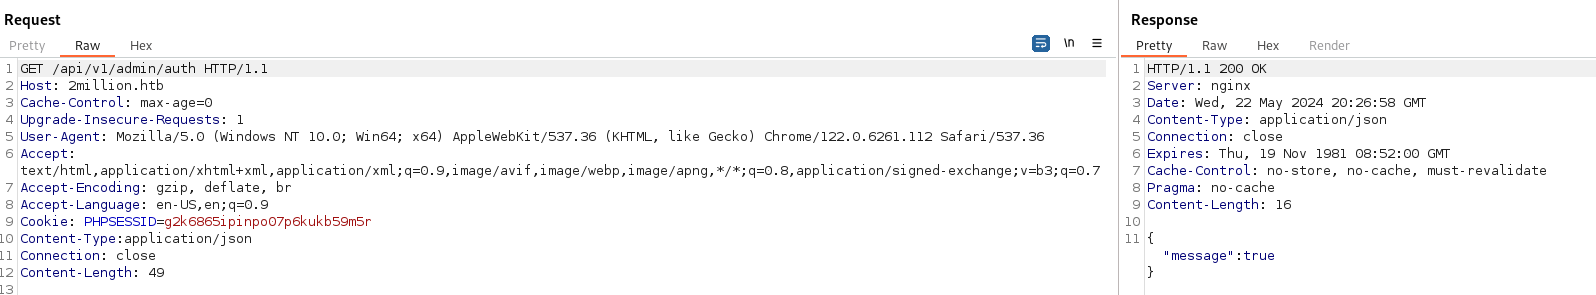 Request
Pretty Raw Hex
\n
1 GET /api/v1/admin/auth HTTP/1.1
2 Host: 2million.htb
3 Cache-Control: max-age=0
4 Upgrade-Insecure-Requests: 1
5 User-Agent: Mozilla/5.0 (Windows NT 10.0; Win64; x64) AppleWebKit/537.36 (KHTML, like Gecko) Chrome/122.0.6261.112 Safari/537.36
6 Accept:
text/html,application/xhtml+xml,application/xml;q=0.9,image/avif,image/webp,image/apng,*/*;q=0.8,application/signed-exchange;v=b3;q=0.7
7 Accept-Encoding: gzip, deflate, br
8 Accept-Language: en-US,en;q=0.9
9 Cookie: PHPSESSID=g2k6865ipinpo07p6kukb59m5r
10 Content-Type:application/json
11 Connection: close
12 Content-Length: 49
13
Response
Pretty Raw Hex Render
1 HTTP/1.1 200 OK
2 Server: nginx
3 Date: Wed, 22 May 2024 20:26:58 GMT
4 Content-Type: application/json
5 Connection: close
6 Expires: Thu, 19 Nov 1981 08:52:00 GMT
7 Cache-Control: no-store, no-cache, must-revalidate
8 Pragma: no-cache
9 Content-Length: 16
10
11 {
"message":true
}